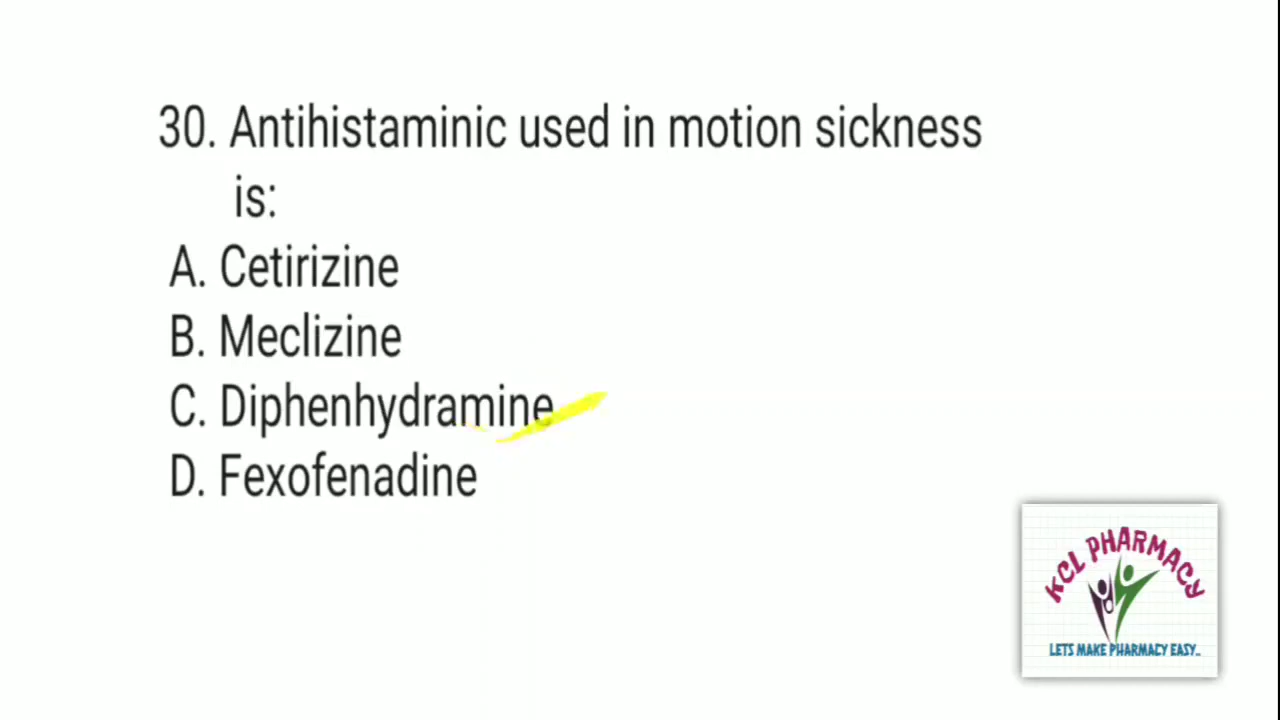 30. Antihistaminic used in motion sickness
is:
A. Cetirizine
B. Meclizine
C. Diphenhydramine
D. Fexofenadine
KCL PHARMACY
LETS MAKE PHARMACY EASY..